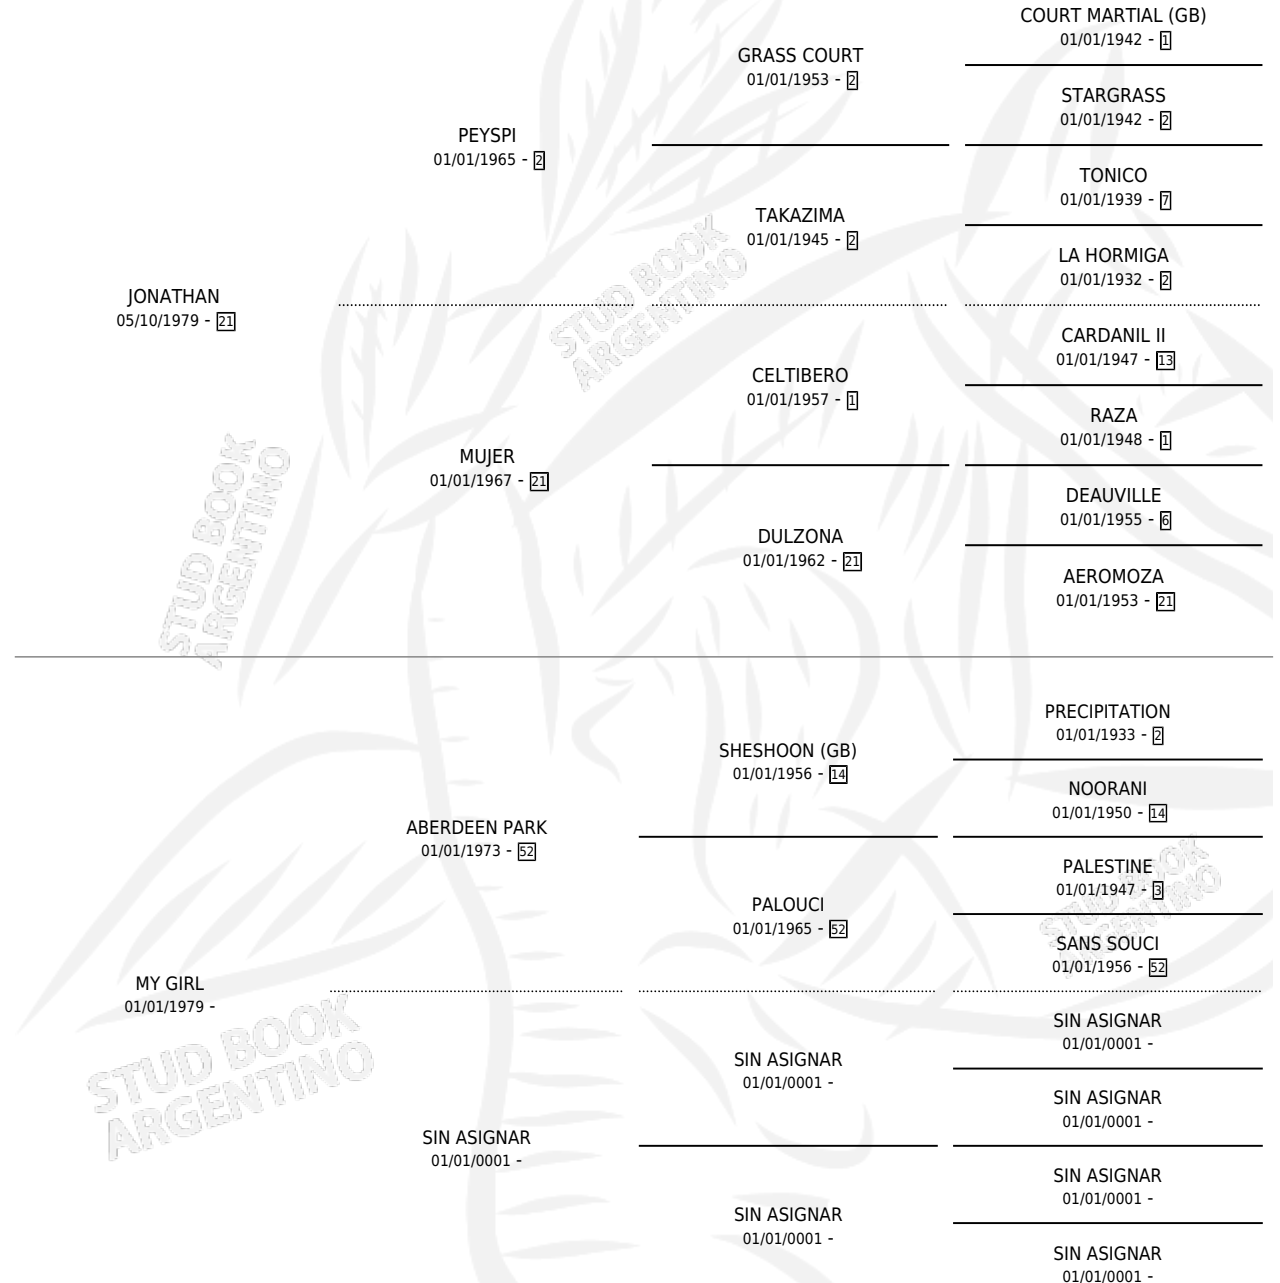 COURT MARTIAL (GB)
01/01/1942 - 1
GRASS COURT
01/01/1953 - 2
STARGRASS
01/01/1942 - 2
PEYSPI
01/01/1965 - 2
TONICO
01/01/1939 - 7
TAKAZIMA
01/01/1945 - 2
LA HORMIGA
01/01/1932 - 2
JONATHAN
05/10/1979 - 21
CARDANIL II
01/01/1947 - 13
CELTIBERO
01/01/1957 - 1
RAZA
01/01/1948 - 1
MUJER
01/01/1967 - 21
DEAUVILLE
01/01/1955 - 6
DULZONA
01/01/1962 - 21
AEROMOZA
01/01/1953 - 21
STUD BOOK
ARGENTINO
STUD BOOK
ARGENTINO
PRECIPITATION
01/01/1933 - 2
SHESHOON (GB)
01/01/1956 - 14
NOORANI
01/01/1950 - 14
ABERDEEN PARK
01/01/1973 - 52
PALESTINE
01/01/1947 - 3
PALOUCI
01/01/1965 - 52
SANS SOUCI
01/01/1956 - 52
MY GIRL
01/01/1979 -
SIN ASIGNAR
01/01/0001 -
SIN ASIGNAR
01/01/0001 -
SIN ASIGNAR
01/01/0001 -
SIN ASIGNAR
01/01/0001 -
SIN ASIGNAR
01/01/0001 -
SIN ASIGNAR
01/01/0001 -
SIN ASIGNAR
01/01/0001 -
STUD BOOK
ARGENTINO
STUD BOOK
ARGENTINO